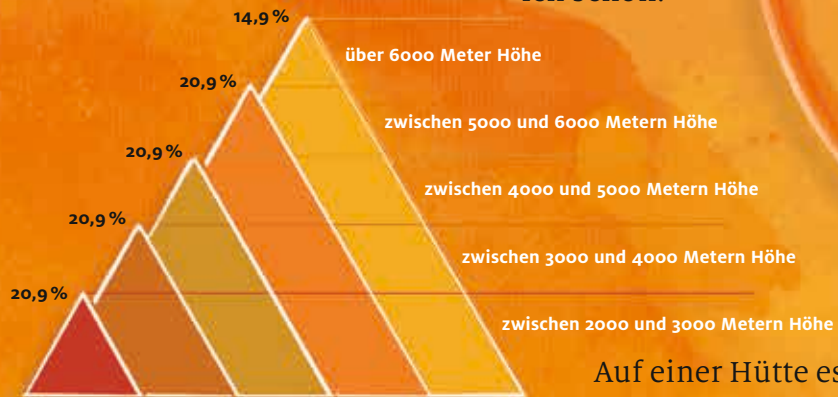 14,9 %
über 6000 Meter Höhe
20,9 %
zwischen 5000 und 6000 Metern Höhe
20,9 %
zwischen 4000 und 5000 Metern Höhe
20,9 %
zwischen 3000 und 4000 Metern Höhe
20,9 %
zwischen 2000 und 3000 Metern Höhe
Auf einer Hütte es